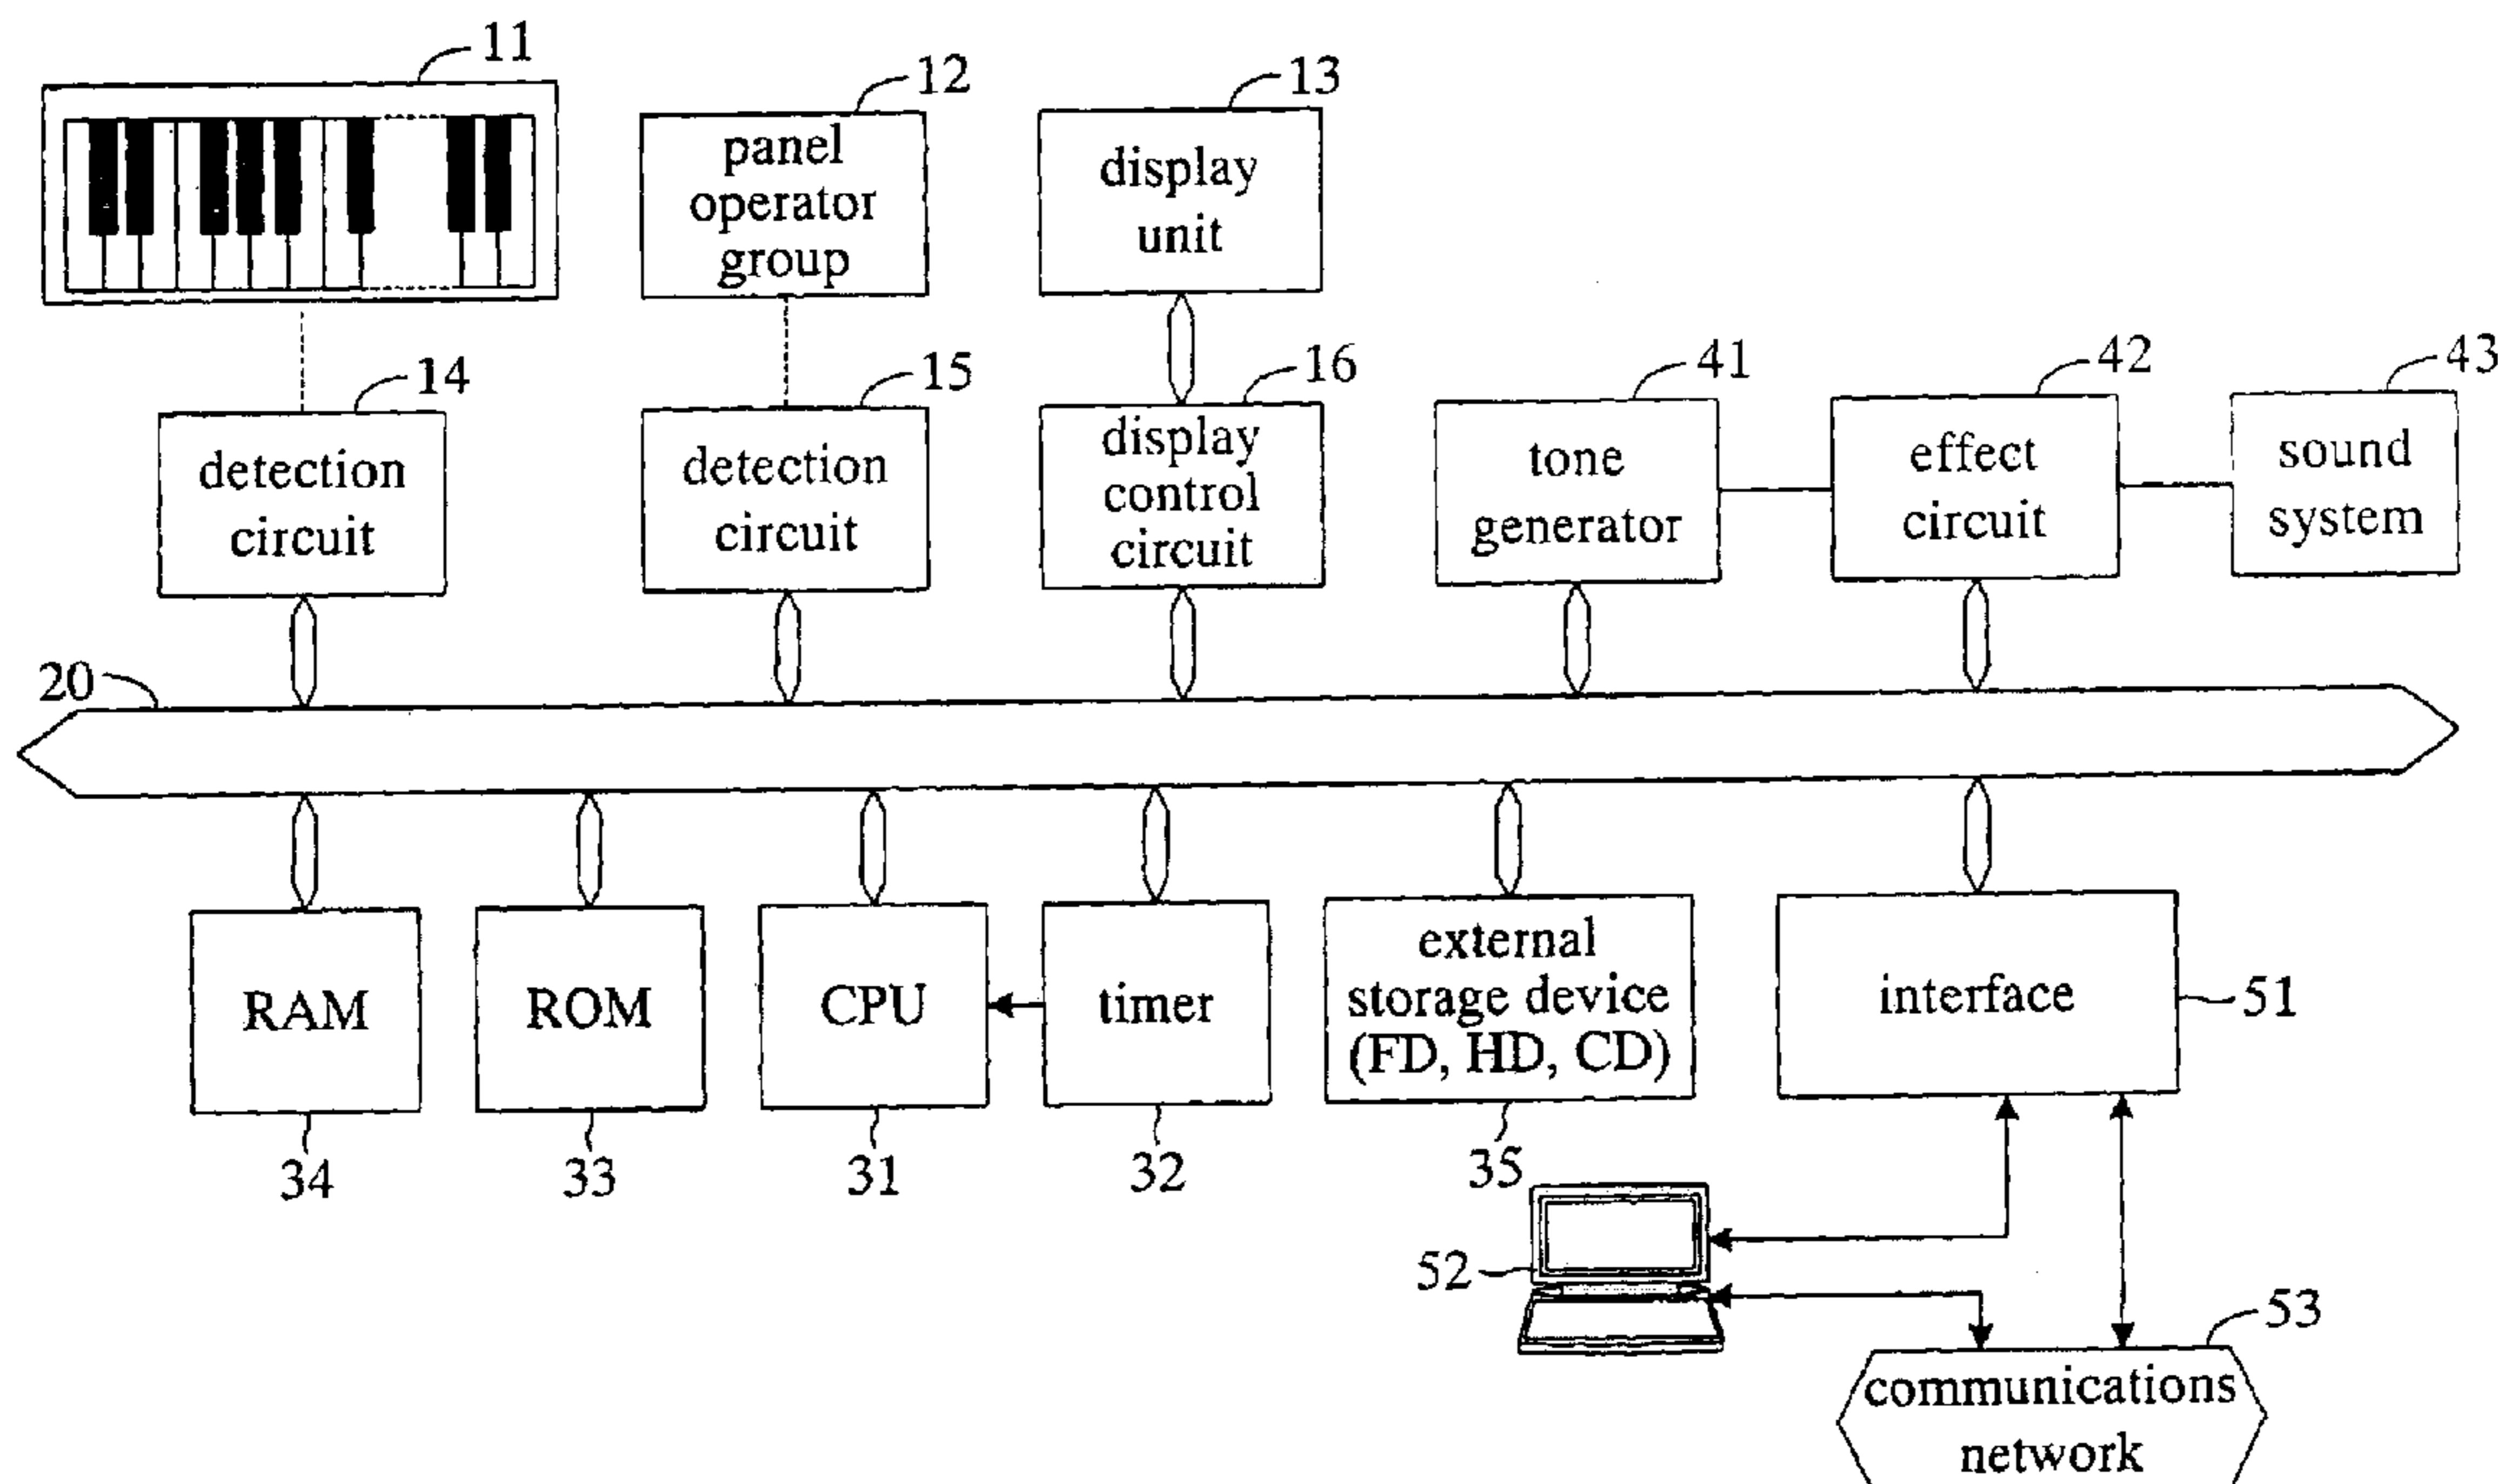 11
12
13
panel
operator
group
display
unit
14
15
16
41
42
43
detection
circuit
detection
circuit
display
control
circuit
tone
generator
effect
circuit
sound
system
20
RAM
ROM
CPU
timer
external
storage device
(FD, HD, CD)
interface
51
34
33
31
32
35
52
53
communications
network